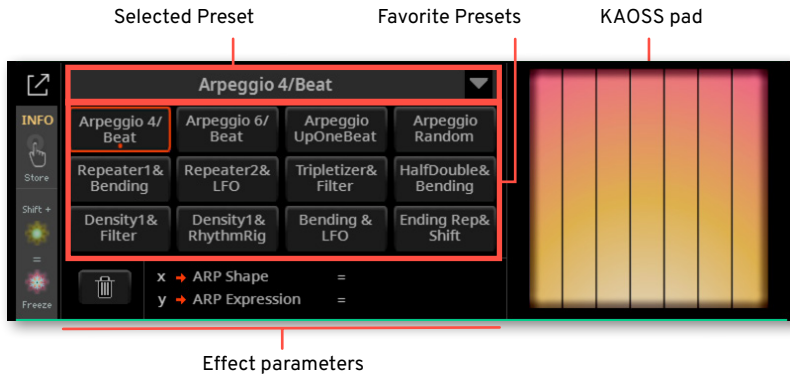 Selected Preset
Favorite Presets
KAOSS pad
Arpeggio 4/Beat
INFO
Store
Shift +
=
Freeze
Arpeggio 4/
Beat
Arpeggio 6/
Beat
Arpeggio
UpOneBeat
Arpeggio
Random
Repeater1&
Bending
Repeater2&
LFO
Tripletizer&
Filter
HalfDouble&
Bending
Density1&
Filter
Density1&
RhythmRig
Bending &
LFO
Ending Rep&
Shift
x → ARP Shape =
y → ARP Expression =
Effect parameters